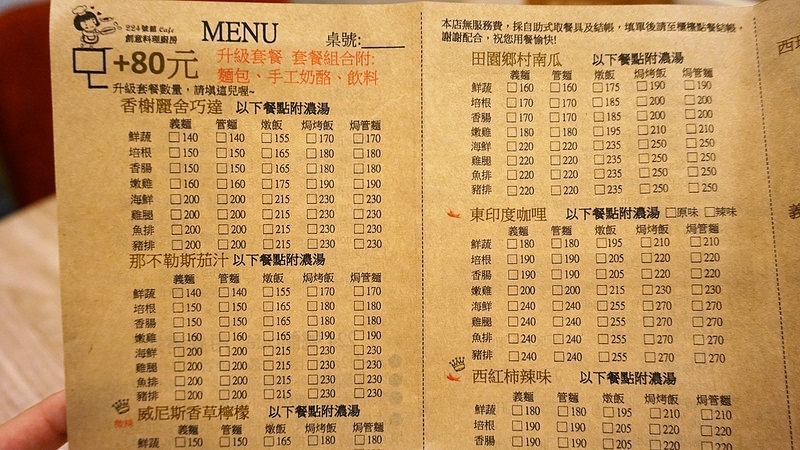 224號館 Cafe
創意料理廚房
MENU
桌號:
+80元
升級套餐 套餐組合附:
麵包、手工奶酪、飲料
升級套餐數量，請填這兒喔~
香榭麗舍巧達 以下餐點附濃湯
義麵 管麵 燉飯 焗烤飯 焗管麵
鮮蔬 □140 □140 □155 □170 □170
培根 □150 □150 □165 □180 □180
香腸 □150 □150 □165 □180 □180
嫩雞 □160 □160 □175 □190 □190
海鮮 □200 □200 □215 □230 □230
雞腿 □200 □200 □215 □230 □230
魚排 □200 □200 □215 □230 □230
豬排 □200 □200 □215 □230 □230
那不勒斯茄汁 以下餐點附濃湯
義麵 管麵 燉飯 焗烤飯 焗管麵
鮮蔬 □140 □140 □155 □170 □170
培根 □150 □150 □165 □180 □180
香腸 □150 □150 □165 □180 □180
嫩雞 □160 □160 □165 □190 □190
海鮮 □200 □200 □215 □230 □230
雞腿 □200 □200 □215 □230 □230
魚排 □200 □200 □215 □230 □230
豬排 □200 □200 □215 □230 □230
威尼斯香草檸檬 以下餐點附濃湯
義麵 管麵 燉飯 焗烤飯 焗管麵
鮮蔬 □150 □150 □165 □180 □180
本店無服務費，採自助式取餐具及結帳，填單後請至櫃檯點餐結帳，
謝謝配合，祝您用餐愉快!
田園鄉村南瓜 以下餐點附濃湯
義麵 管麵 燉飯 焗烤飯 焗管麵
鮮蔬 □160 □160 □175 □190 □190
培根 □170 □170 □185 □200 □200
香腸 □170 □170 □185 □200 □200
嫩雞 □180 □180 □195 □210 □210
海鮮 □220 □220 □235 □250 □250
雞腿 □220 □220 □235 □250 □250
魚排 □220 □220 □235 □250 □250
豬排 □220 □220 □235 □250 □250
東印度咖哩 以下餐點附濃湯 □原味 □辣味
義麵 管麵 燉飯 焗烤飯 焗管麵
鮮蔬 □180 □180 □195 □210 □210
培根 □190 □190 □205 □220 □220
香腸 □190 □190 □205 □220 □220
嫩雞 □200 □200 □215 □230 □230
海鮮 □240 □240 □255 □270 □270
雞腿 □240 □240 □255 □270 □270
魚排 □240 □240 □255 □270 □270
豬排 □240 □240 □255 □270 □270
西紅柿辣味 以下餐點附濃湯
義麵 管麵 燉飯 焗烤飯 焗管麵
鮮蔬 □180 □180 □195 □210 □210
培根 □190 □190 □205 □220 □220
香腸 □190 □190 □205 □220 □220